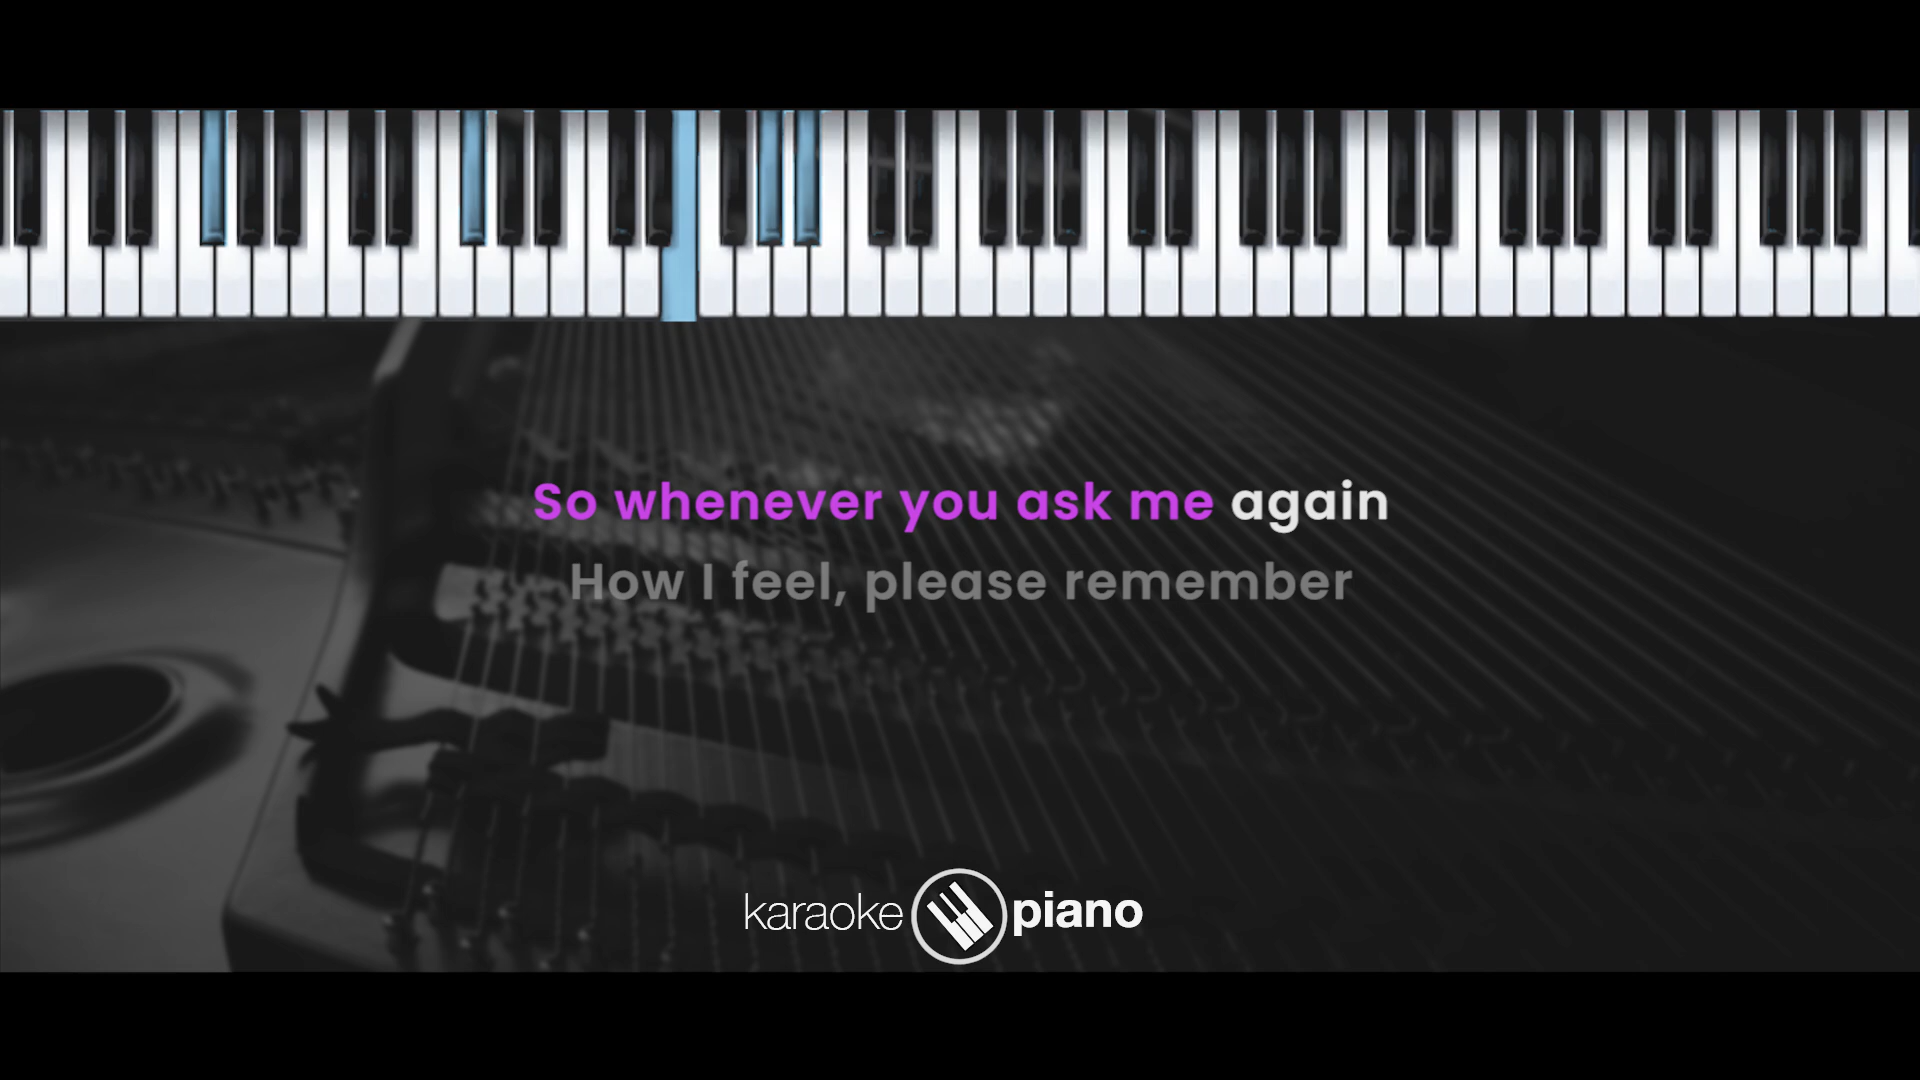 So whenever you ask me again
How I feel, please remember
karaoke piano